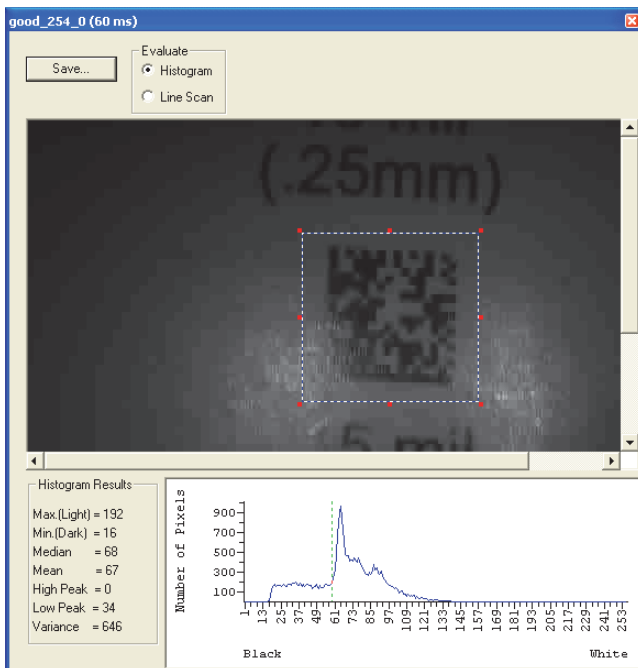 good_254_0 (60 ms)
Evaluate
Save...
Histogram
Line Scan
mil
(.25mm)
5 mil
Histogram Results
Max.(Light) = 192
Min.(Dark) = 16
Median = 68
Mean = 67
High Peak = 0
Low Peak = 34
Variance = 646
Number of Pixels
900
700
500
300
100
1 13 25 37 49 61 73 85 97 109 121 133 145 157 169 181 193 205 217 229 241 253
Black White